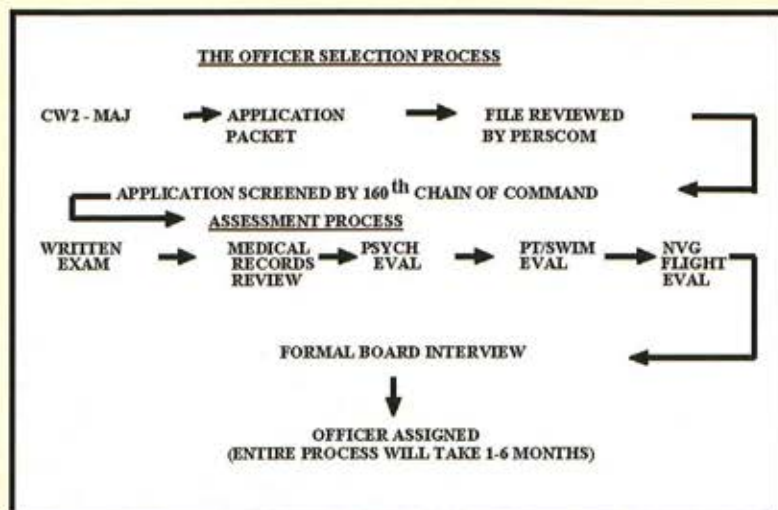 THE OFFICER SELECTION PROCESS
CW2 - MAJ APPLICATION FILE REVIEWED
PACKET BY PERSCOM
APPLICATION SCREENED BY 160th CHAIN OF COMMAND
ASSESSMENT PROCESS
WRITTEN
EXAM
MEDICAL
RECORDS
REVIEW
PSYCH
EVAL
PT/SWIM
EVAL
NVG
FLIGHT
EVAL
FORMAL BOARD INTERVIEW
OFFICER ASSIGNED
(ENTIRE PROCESS WILL TAKE 1-6 MONTHS)